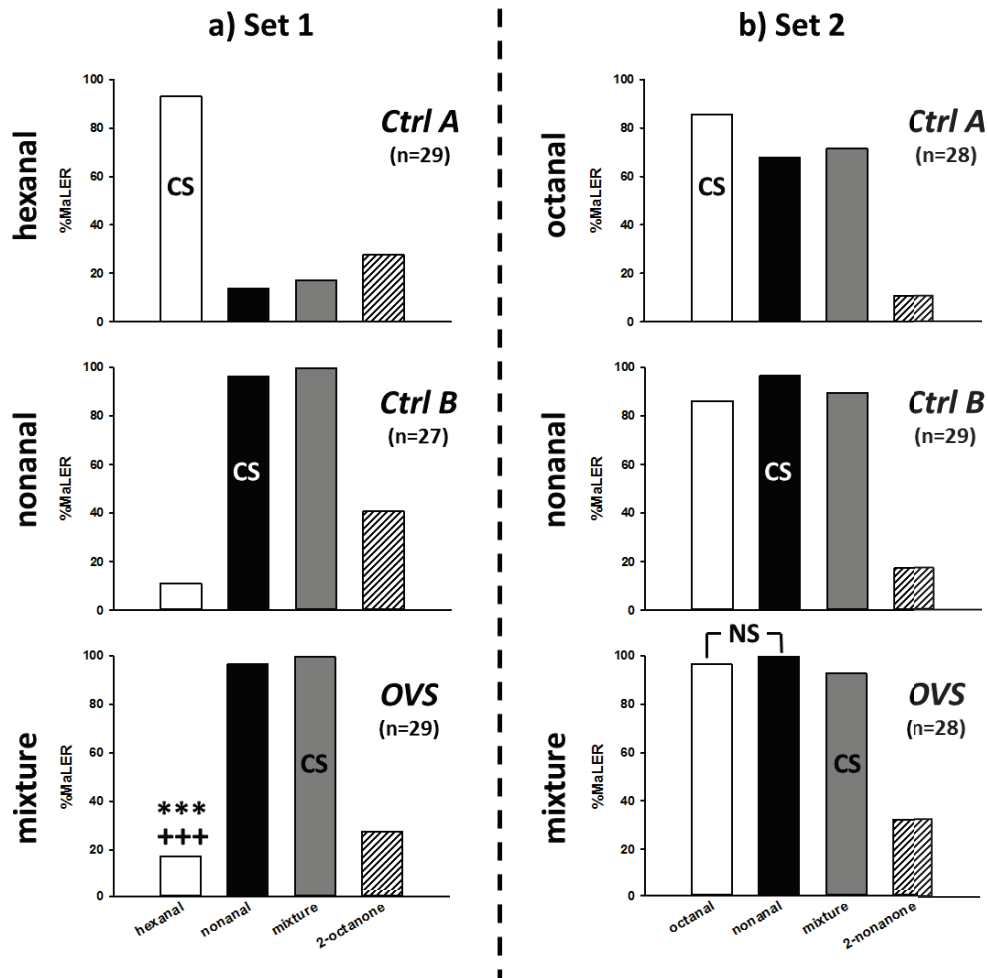 a) Set 1
b) Set 2
hexanal
%MaLER
100
80
60
40
20
0
CS
Ctrl A
(n=29)
octanal
%MaLER
100
80
60
40
20
0
CS
Ctrl A
(n=28)
nonanal
%MaLER
100
80
60
40
20
0
CS
Ctrl B
(n=27)
nonanal
%MaLER
100
80
60
40
20
0
CS
Ctrl B
(n=29)
mixture
%MaLER
100
80
60
40
20
0
***
+++
CS
OVS
(n=29)
hexanal
nonanal
mixture
2-octanone
mixture
%MaLER
100
80
60
40
20
0
NS
CS
OVS
(n=28)
octanal
nonanal
mixture
2-nonanone